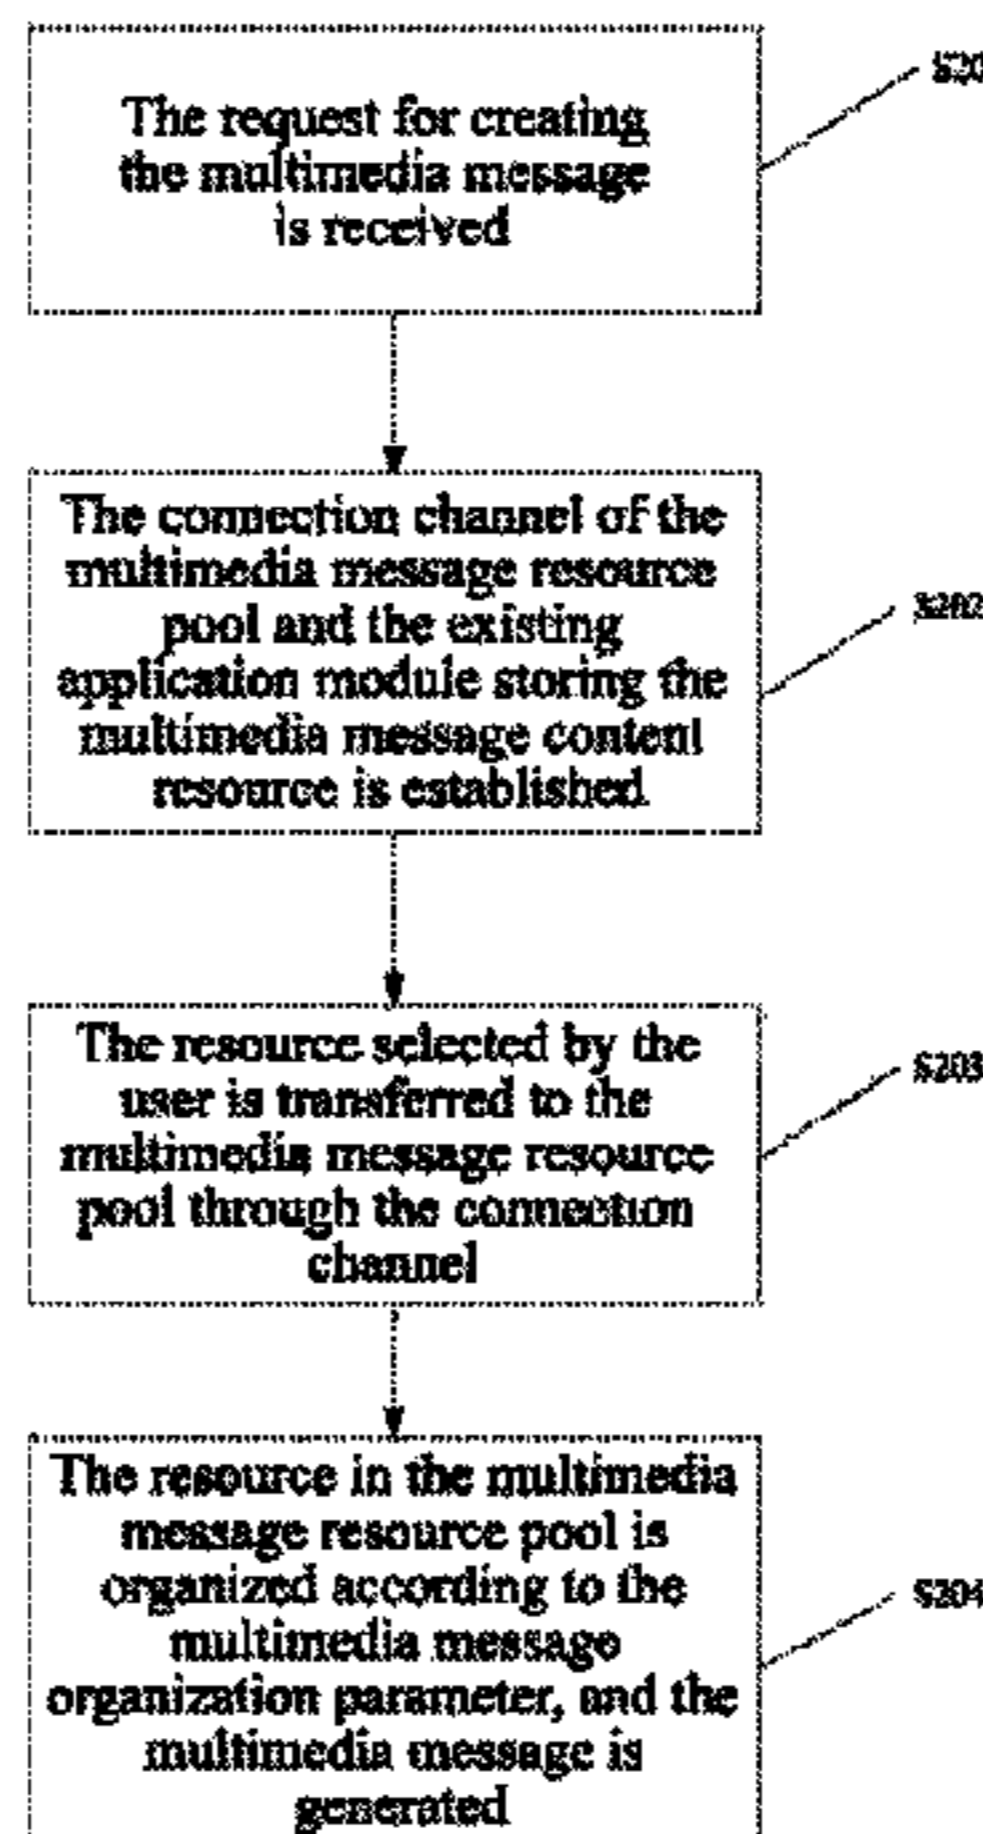 The request for creating
the multimedia message
is received
S20
The connection channel of the
multimedia message resource
pool and the existing
application module storing the
multimedia message content
resource is established
S202
The resource selected by the
user is transferred to the
multimedia message resource
pool through the connection
channel
S203
The resource in the multimedia
message resource pool is
organized according to the
multimedia message
organization parameter, and the
multimedia message is
generated
S204